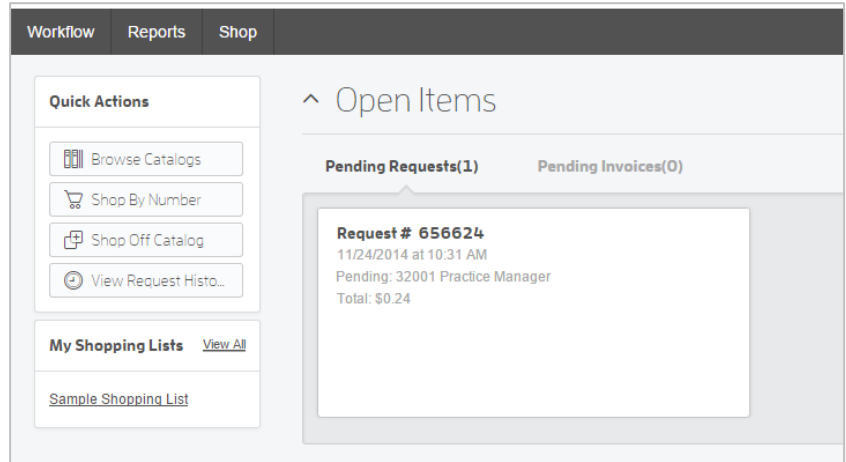 Workflow Reports Shop
Quick Actions
Browse Catalogs
Shop By Number
Shop Off Catalog
View Request Histo...
My Shopping Lists View All
Sample Shopping List
Open Items
Pending Requests(1) Pending Invoices(0)
Request # 656624
11/24/2014 at 10:31 AM
Pending: 32001 Practice Manager
Total: $0.24